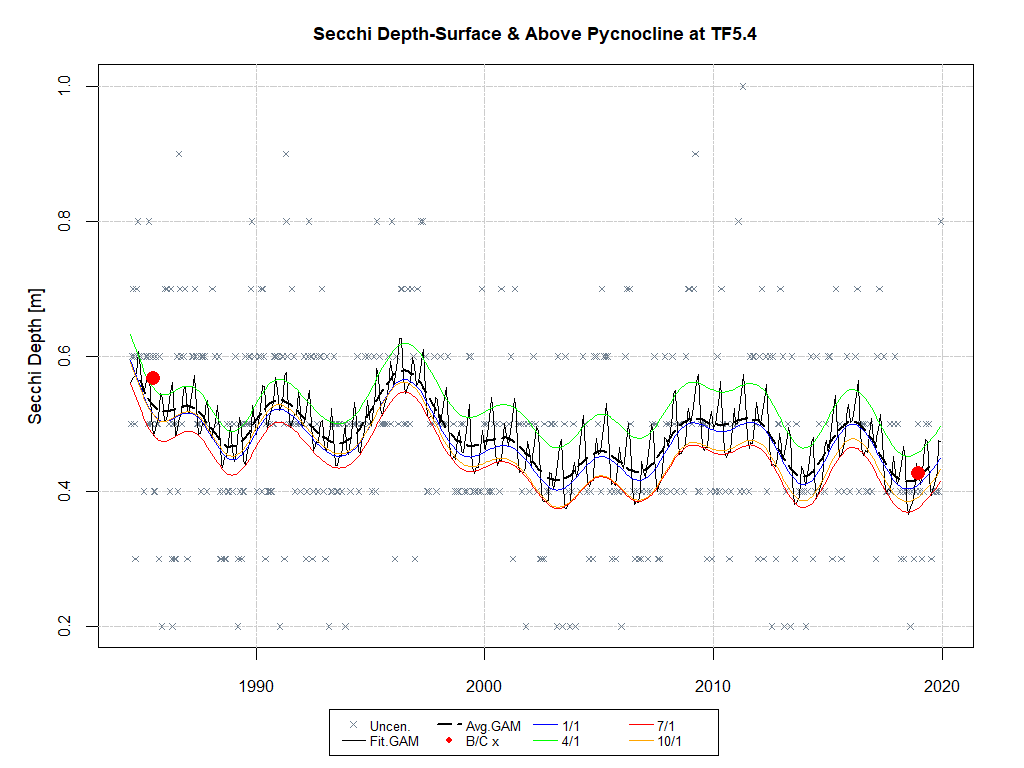 Secchi Depth-Surface & Above Pycnocline at TF5.4
Secchi Depth [m]
1.0
0.8
0.6
0.4
0.2
1990 2000 2010 2020
Uncen. Avg.GAM 1/1 7/1
Fit.GAM B/C x 4/1 10/1